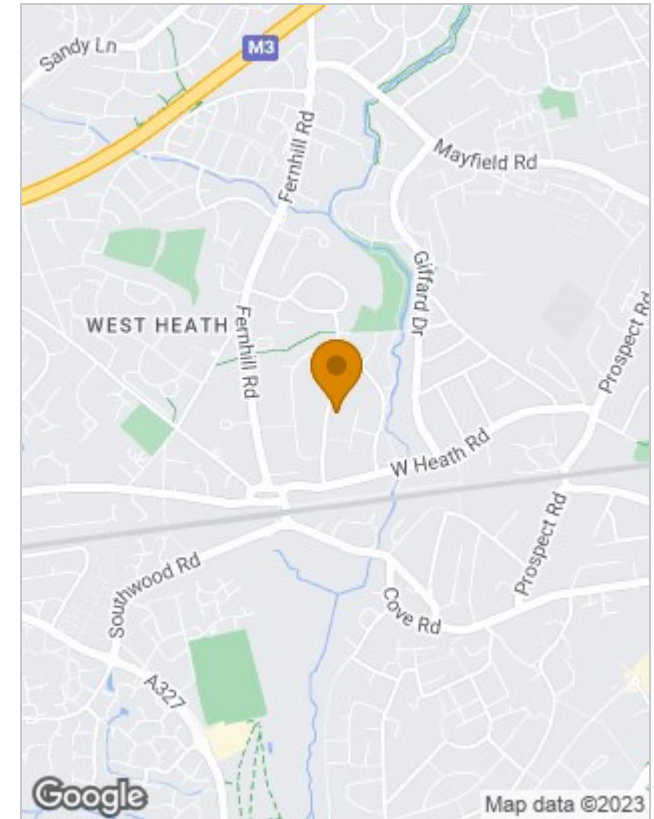 Sandy Ln
M3
Fernhill Rd
Mayfield Rd
Giffard Dr
WEST HEATH
Fernhill Rd
Prospect Rd
W Heath Rd
Prospect Rd
Southwood Rd
Cove Rd
A327
Google
Map data ©2023